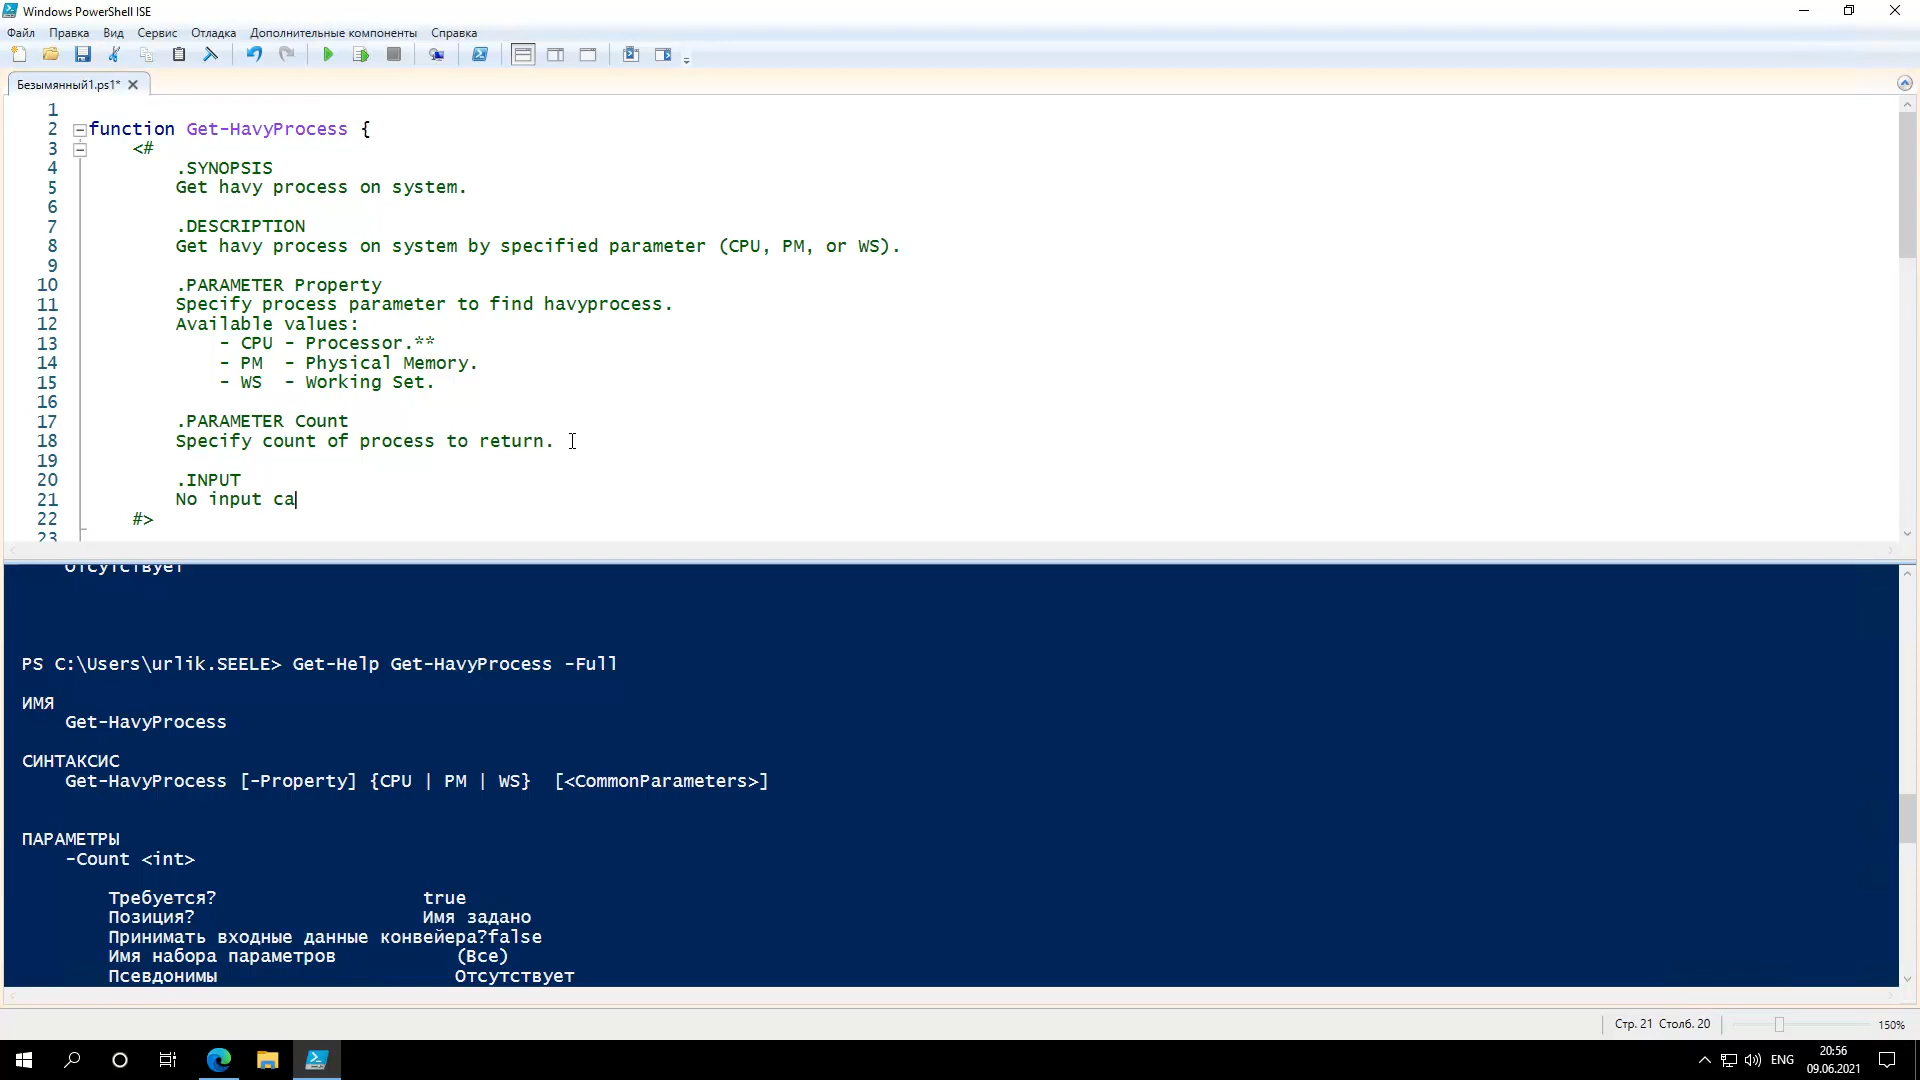 Windows PowerShell ISE
Файл Правка Вид Сервис Отладка Дополнительные компоненты Справка
Безымянный1.ps1*
1
2 function Get-HavyProcess {
3 <#
4 .SYNOPSIS
5 Get havy process on system.
6
7 .DESCRIPTION
8 Get havy process on system by specified parameter (CPU, PM, or WS).
9
10 .PARAMETER Property
11 Specify process parameter to find havyprocess.
12 Available values:
13 - CPU - Processor.**
14 - PM - Physical Memory.
15 - WS - Working Set.
16
17 .PARAMETER Count
18 Specify count of process to return.
19
20 .INPUT
21 No input ca
22 #>
23
Отсутствует
PS C:\Users\urlik.SEELE> Get-Help Get-HavyProcess -Full
ИМЯ
Get-HavyProcess
СИНТАКСИС
Get-HavyProcess [-Property] {CPU | PM | WS} [<CommonParameters>]
ПАРАМЕТРЫ
-Count <int>
Требуется? true
Позиция? Имя задано
Принимать входные данные конвейера?false
Имя набора параметров (Все)
Псевдонимы Отсутствует
Стр. 21 Столб. 20 150%
ENG 20:56
09.06.2021